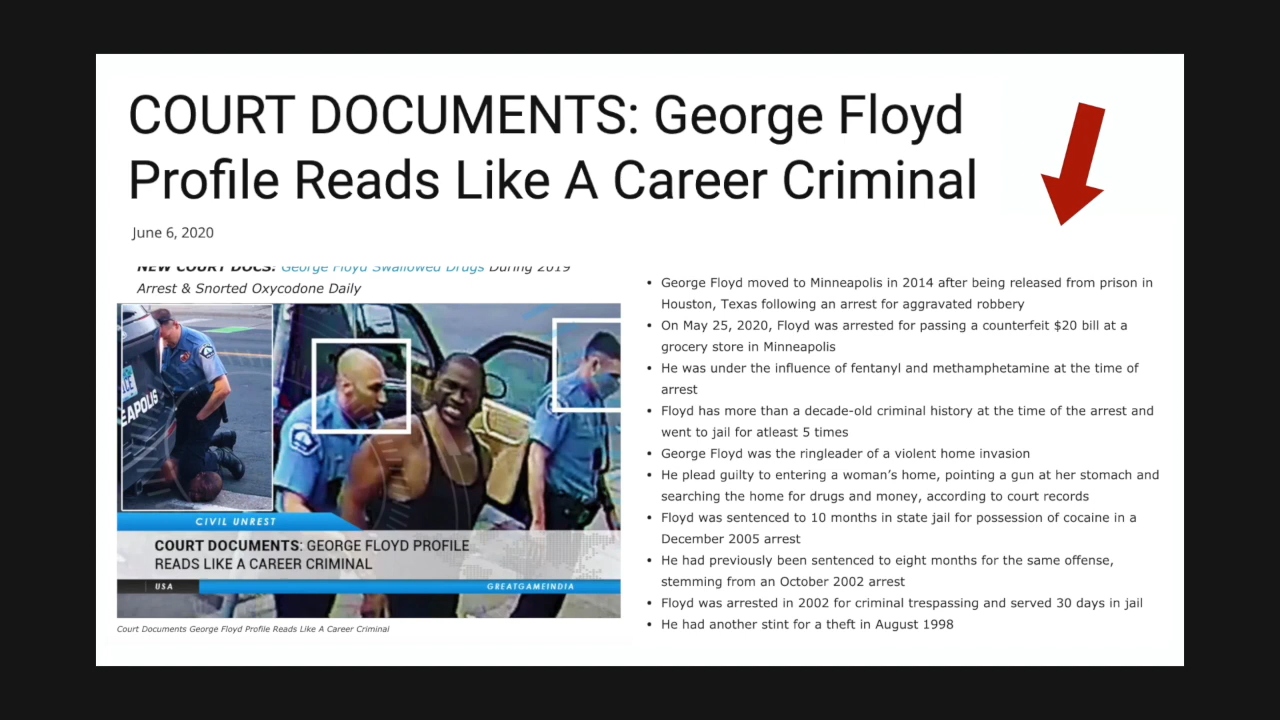 COURT DOCUMENTS: George Floyd
Profile Reads Like A Career Criminal
June 6, 2020
NEW COURT DOCS: George Floyd Swallowed Drugs During 2019
Arrest & Snorted Oxycodone Daily
ICE
EAPOLIS
CIVIL UNREST
COURT DOCUMENTS: GEORGE FLOYD PROFILE
READS LIKE A CAREER CRIMINAL
USA
GREATGAMEINDIA
Court Documents George Floyd Profile Reads Like A Career Criminal
• George Floyd moved to Minneapolis in 2014 after being released from prison in
Houston, Texas following an arrest for aggravated robbery
• On May 25, 2020, Floyd was arrested for passing a counterfeit $20 bill at a
grocery store in Minneapolis
• He was under the influence of fentanyl and methamphetamine at the time of
arrest
• Floyd has more than a decade-old criminal history at the time of the arrest and
went to jail for atleast 5 times
• George Floyd was the ringleader of a violent home invasion
• He plead guilty to entering a woman’s home, pointing a gun at her stomach and
searching the home for drugs and money, according to court records
• Floyd was sentenced to 10 months in state jail for possession of cocaine in a
December 2005 arrest
• He had previously been sentenced to eight months for the same offense,
stemming from an October 2002 arrest
• Floyd was arrested in 2002 for criminal trespassing and served 30 days in jail
• He had another stint for a theft in August 1998